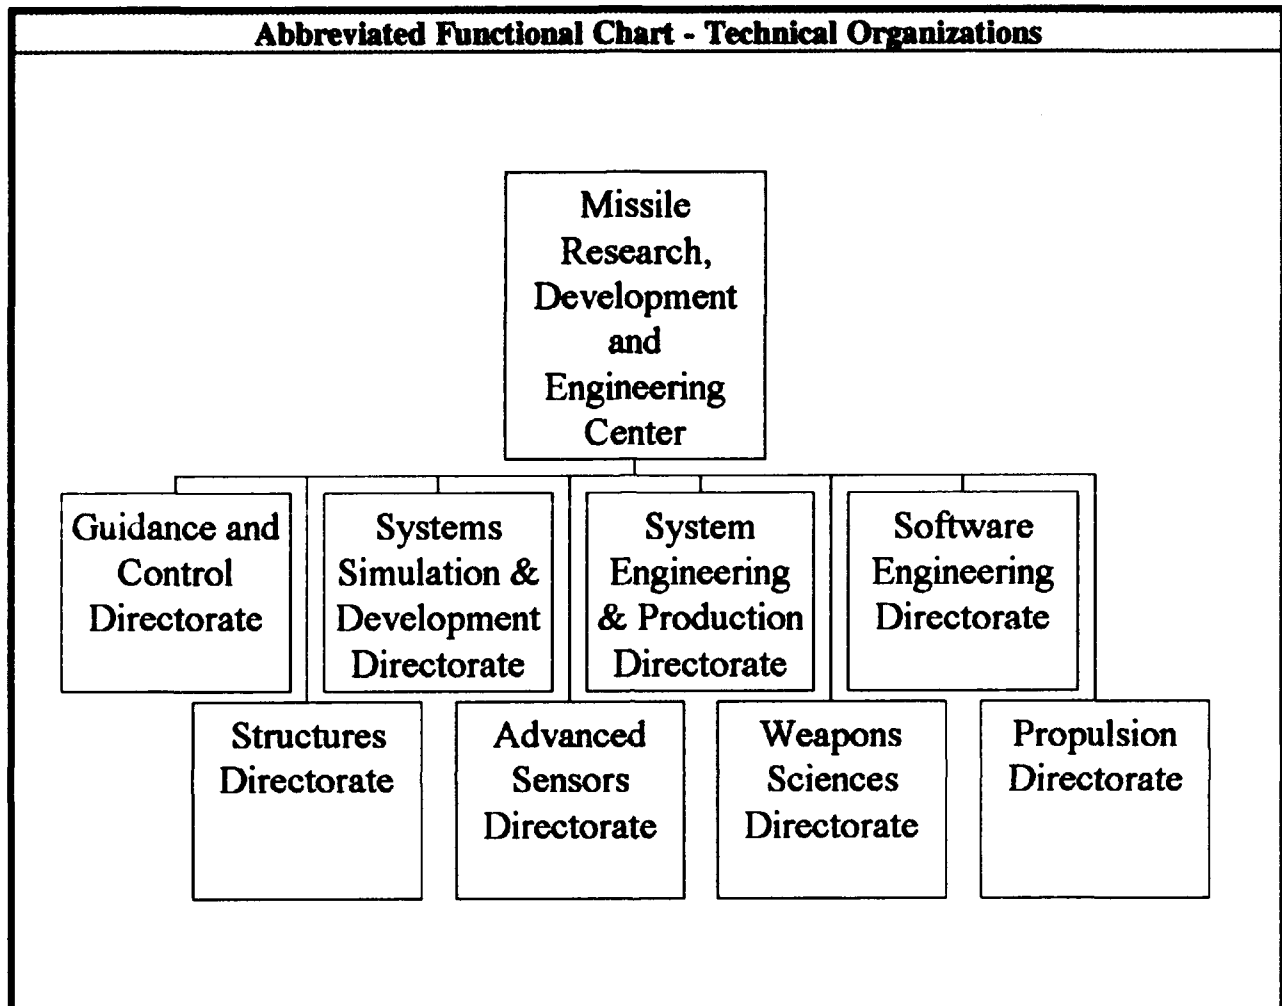 Abbreviated Functional Chart - Technical Organizations
Missile
Research,
Development
and
Engineering
Center
Guidance and
Control
Directorate
Systems
Simulation &
Development
Directorate
System
Engineering
& Production
Directorate
Software
Engineering
Directorate
Structures
Directorate
Advanced
Sensors
Directorate
Weapons
Sciences
Directorate
Propulsion
Directorate